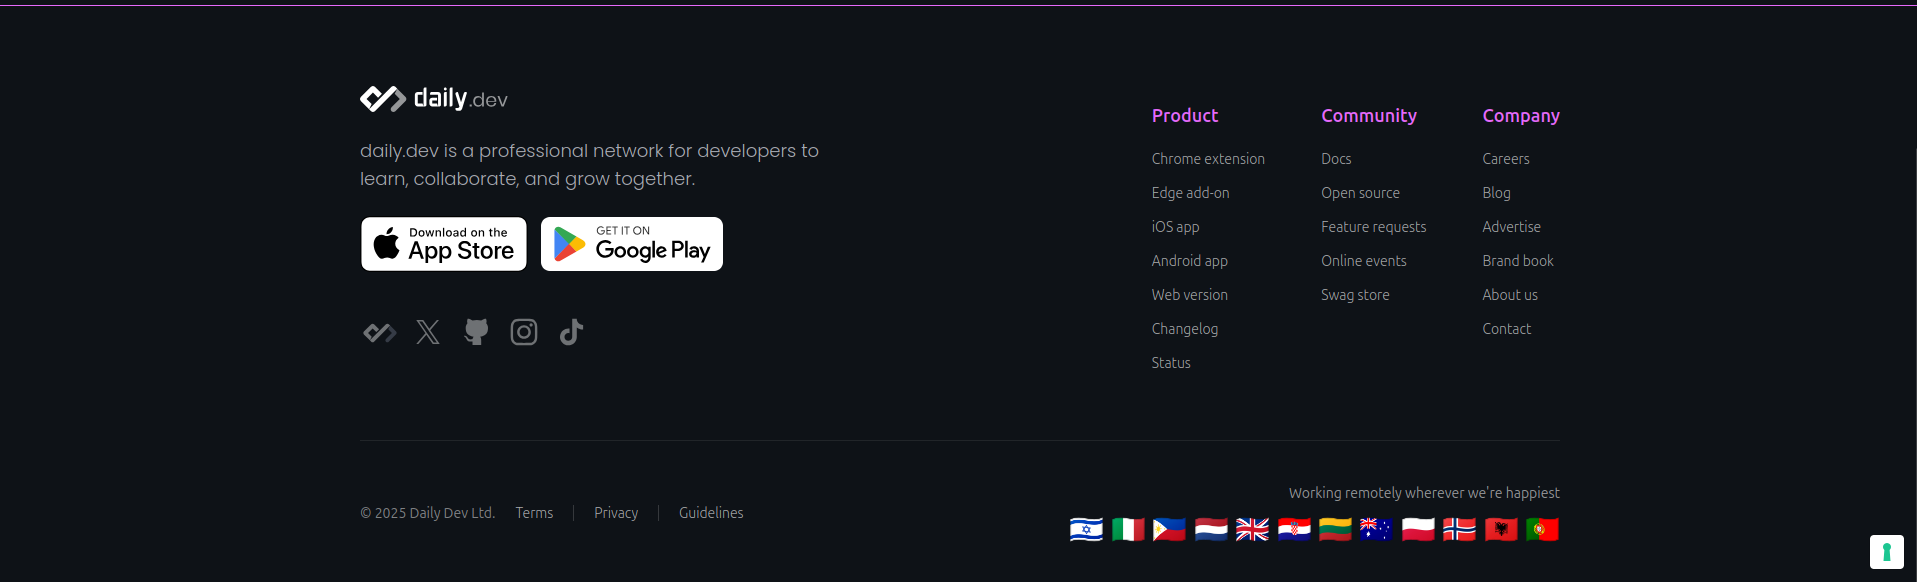 daily.dev
daily.dev is a professional network for developers to
learn, collaborate, and grow together.
Download on the
App Store
GET IT ON
Google Play
Product
Chrome extension
Edge add-on
iOS app
Android app
Web version
Changelog
Status
Community
Docs
Open source
Feature requests
Online events
Swag store
Company
Careers
Blog
Advertise
Brand book
About us
Contact
© 2025 Daily Dev Ltd.
Terms
Privacy
Guidelines
Working remotely wherever we're happiest